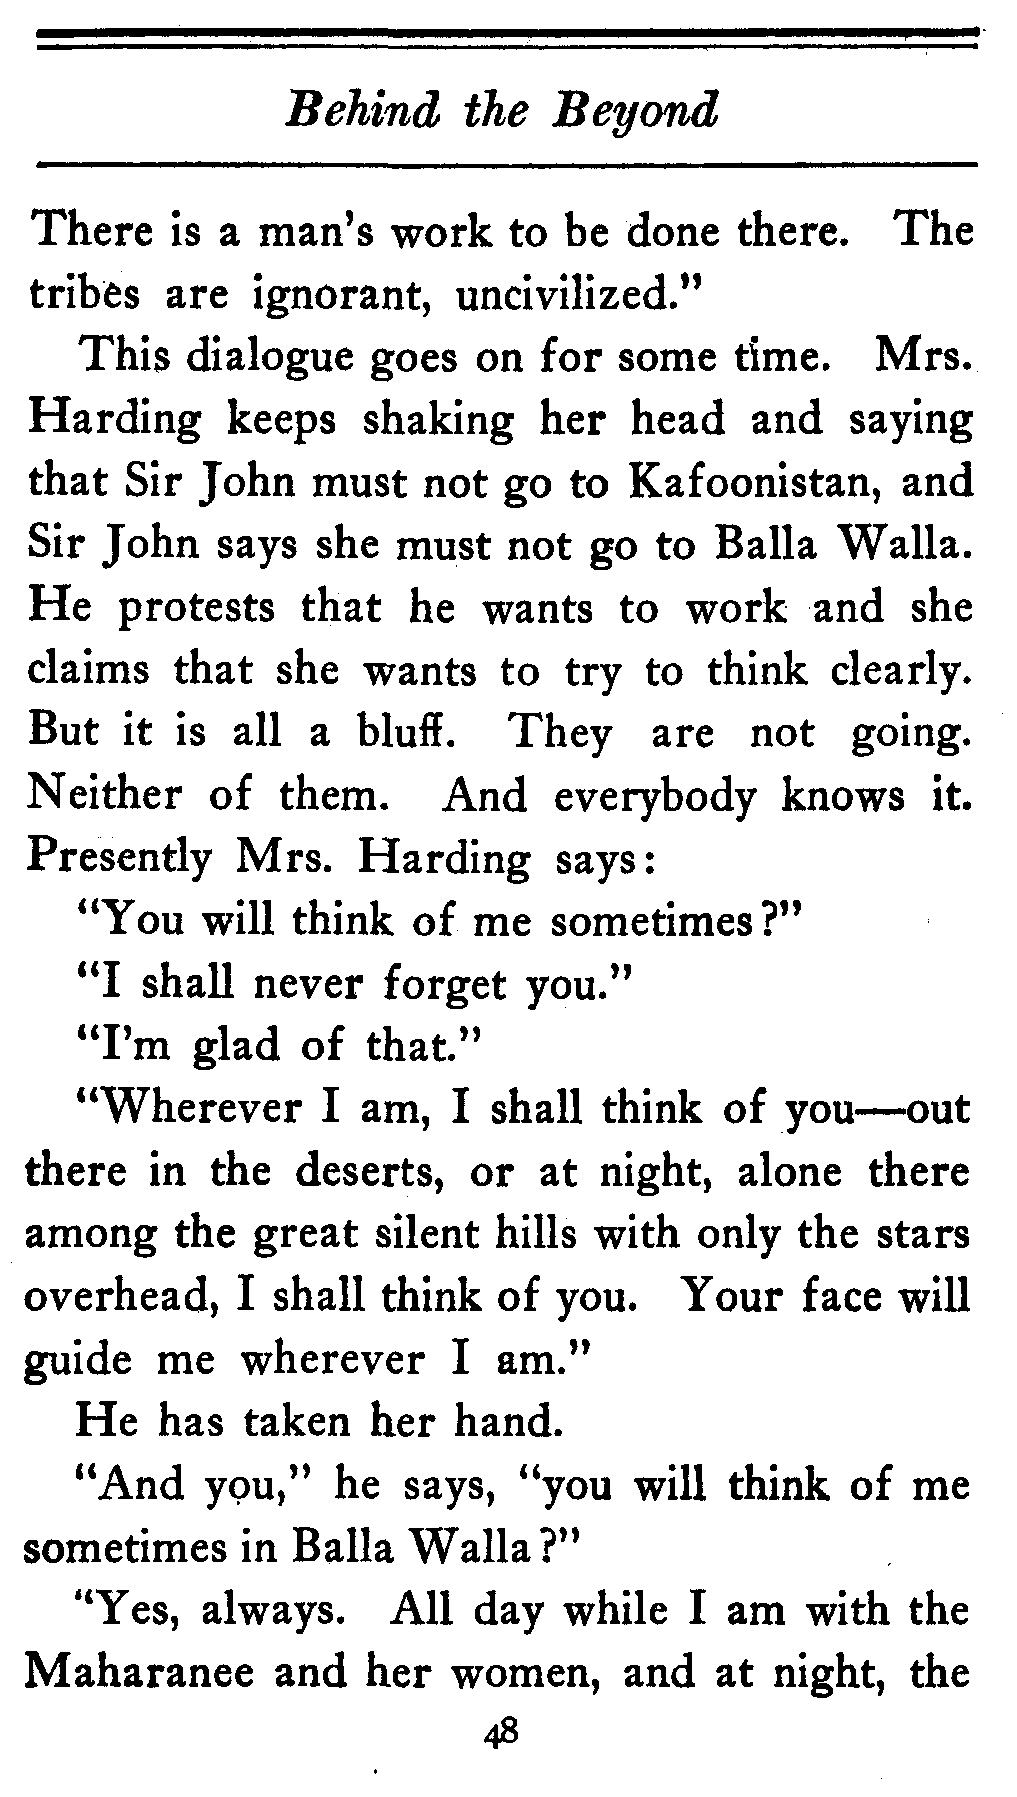 Behind the Beyond
There is a man's work to be done there. The
tribes are ignorant, uncivilized."
This dialogue goes on for some time. Mrs.
Harding keeps shaking her head and saying
that Sir John must not go to Kafoonistan, and
Sir John says she must not go to Balla Walla.
He protests that he wants to work and she
claims that she wants to try to think clearly.
But it is all a bluff. They are not going.
Neither of them. And everybody knows it.
Presently Mrs. Harding says:
"You will think of me sometimes?"
"I shall never forget you."
"I'm glad of that."
"Wherever I am, I shall think of you—out
there in the deserts, or at night, alone there
among the great silent hills with only the stars
overhead, I shall think of you. Your face will
guide me wherever I am."
He has taken her hand.
"And you," he says, "you will think of me
sometimes in Balla Walla?"
"Yes, always. All day while I am with the
Maharanee and her women, and at night, the
48